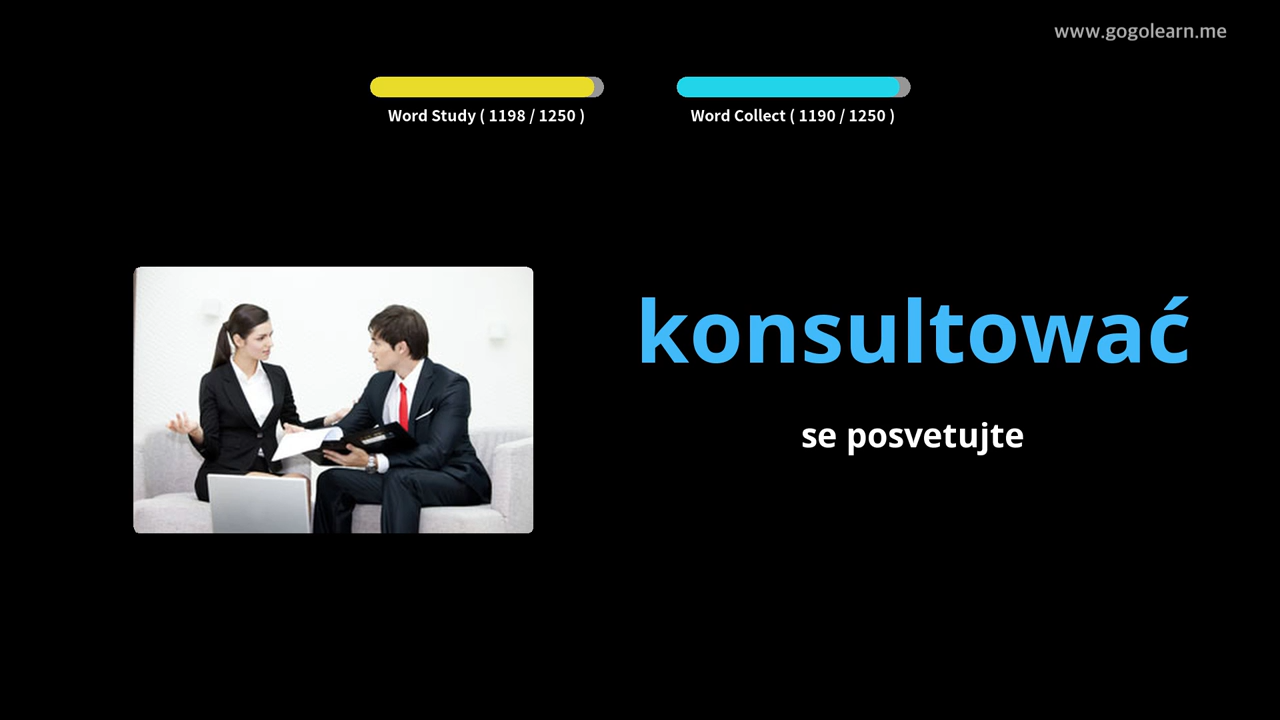 www.gogolearn.me
Word Study ( 1198 / 1250 )
Word Collect ( 1190 / 1250 )
konsultować
se posvetujte